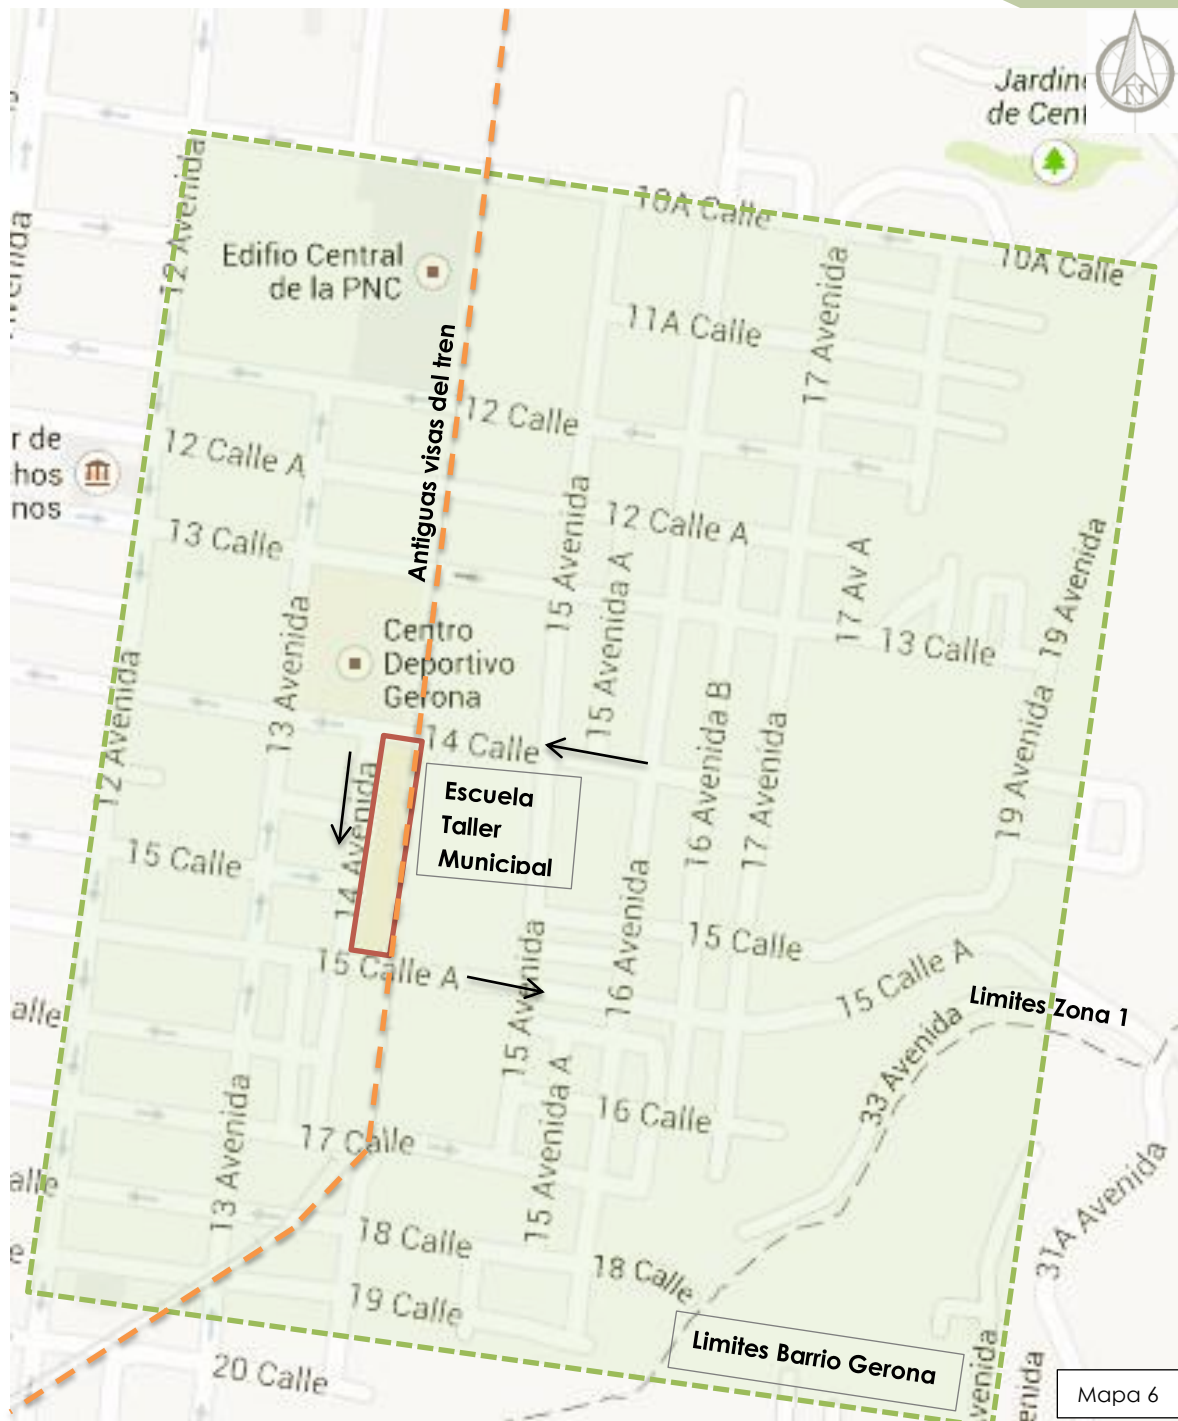 Jardine
de Cent
N
10A Calle
10A Calle
12 Avenida
Edifio Central
de la PNC
11A Calle
17 Avenida
Antiguas visas del tren
12 Calle
12 Calle A
r de
hos
nos
12 Calle A
15 Avenida
13 Calle
19 Avenida
17 Av A
15 Avenida A
Centro
Deportivo
Gerona
13 Calle
13 Avenida
12 Avenida
14 Calle
16 Avenida B
17 Avenida
19 Avenida
Escuela
Taller
Municipal
14 Avenida
15 Calle
16 Avenida
15 Calle
15 Calle A
15 Avenida
15 Calle A
Limites Zona 1
alle
33 Avenida
16 Calle
15 Avenida A
17 Calle
13 Avenida
alle
31A Avenida
18 Calle
18 Calle
19 Calle
Limites Barrio Gerona
20 Calle
venida
enida
Mapa 6